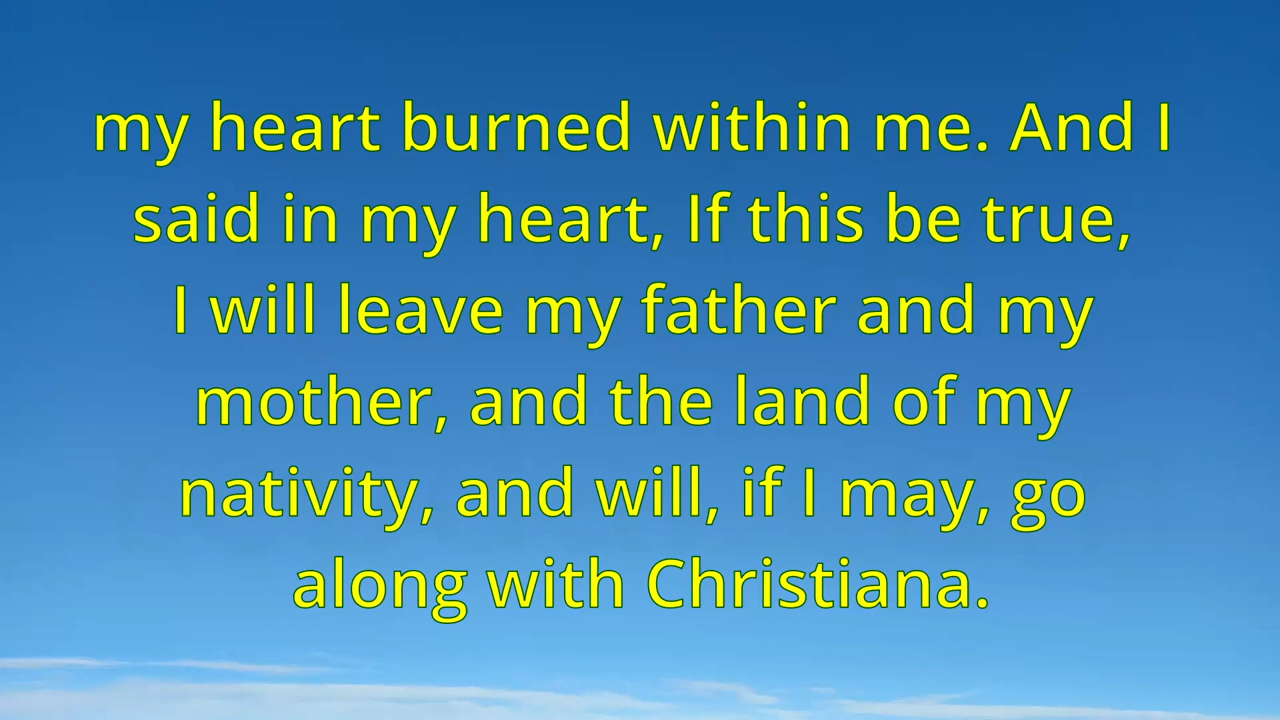 my heart burned within me. And I
said in my heart, If this be true,
I will leave my father and my
mother, and the land of my
nativity, and will, if I may, go
along with Christiana.